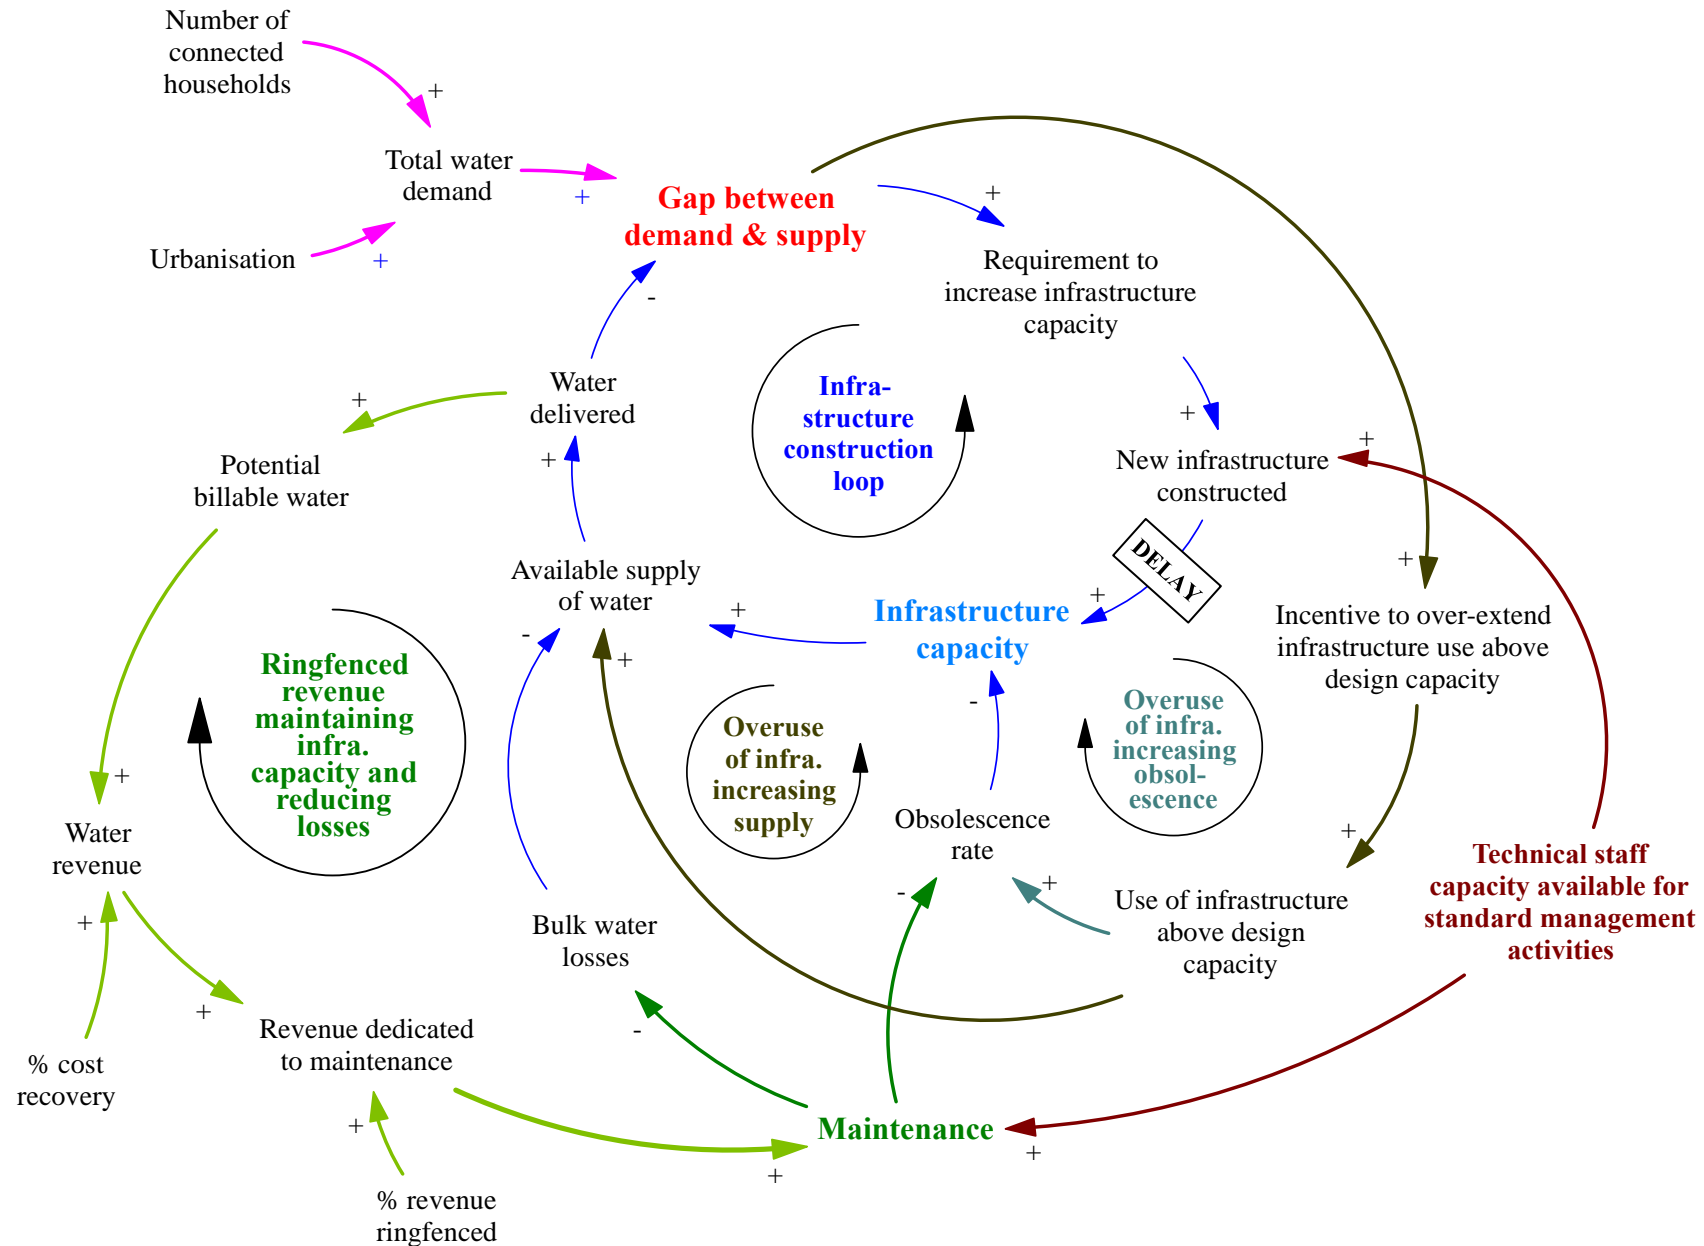 Number of
connected
households
+
Total water
demand
+
Urbanisation
+
Gap between
demand & supply
+
Requirement to
increase infrastructure
capacity
-
Water
delivered
+
Infra-
structure
construction
loop
+
+
New infrastructure
constructed
+
Potential
billable water
DELAY
Available supply
of water
+
-
+
Infrastructure
capacity
+
+
Incentive to over-extend
infrastructure use above
design capacity
Ringfenced
revenue
maintaining
infra.
capacity and
reducing
losses
Overuse
of infra.
increasing
supply
-
Overuse
of infra.
increasing
obsol-
escence
+
Water
revenue
Obsolescence
rate
+
Technical staff
capacity available for
standard management
activities
+
Bulk water
losses
-
+
Use of infrastructure
above design
capacity
+
Revenue dedicated
to maintenance
-
% cost
recovery
+
Maintenance
+
+
% revenue
ringfenced